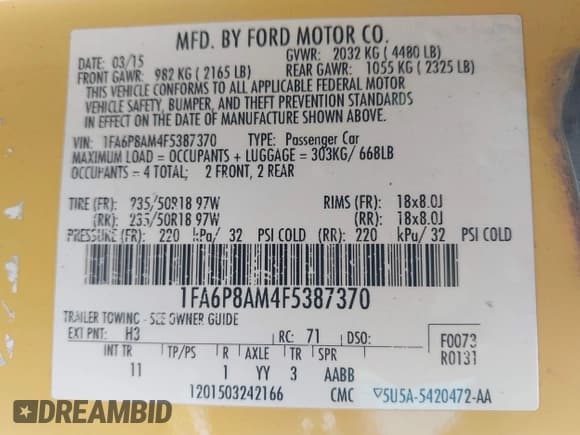 MFD. BY FORD MOTOR CO.
DATE: 03/15 GVWR: 2032 KG ( 4480 LB)
FRONT GAWR: 982 KG ( 2165 LB) REAR GAWR: 1055 KG ( 2325 LB)
THIS VEHICLE CONFORMS TO ALL APPLICABLE FEDERAL MOTOR
VEHICLE SAFETY, BUMPER, AND THEFT PREVENTION STANDARDS
IN EFFECT ON THE DATE OF MANUFACTURE SHOWN ABOVE.
VIN: 1FA6P8AM4F5387370 TYPE: Passenger Car
MAXIMUM LOAD = OCCUPANTS + LUGGAGE = 303KG/ 668LB
OCCUPANTS = 4 TOTAL; 2 FRONT, 2 REAR
TIRE (FR): 235/50R18 97W RIMS (FR): 18x8.0J
(RR): 235/50R18 97W (RR): 18x8.0J
PRESSURE (FR): 220 kPa/ 32 PSI COLD (RR): 220 kPa/ 32 PSI COLD
1FA6P8AM4F5387370
TRAILER TOWING - SEE OWNER GUIDE
EXT PNT: H3 RC: 71 DSO: F0073
R0131
INT TR TP/PS R AXLE TR SPR
11 1 YY 3 AABB
1201503242166 CMC ▽5U5A-5420472-AA
DREAMBID